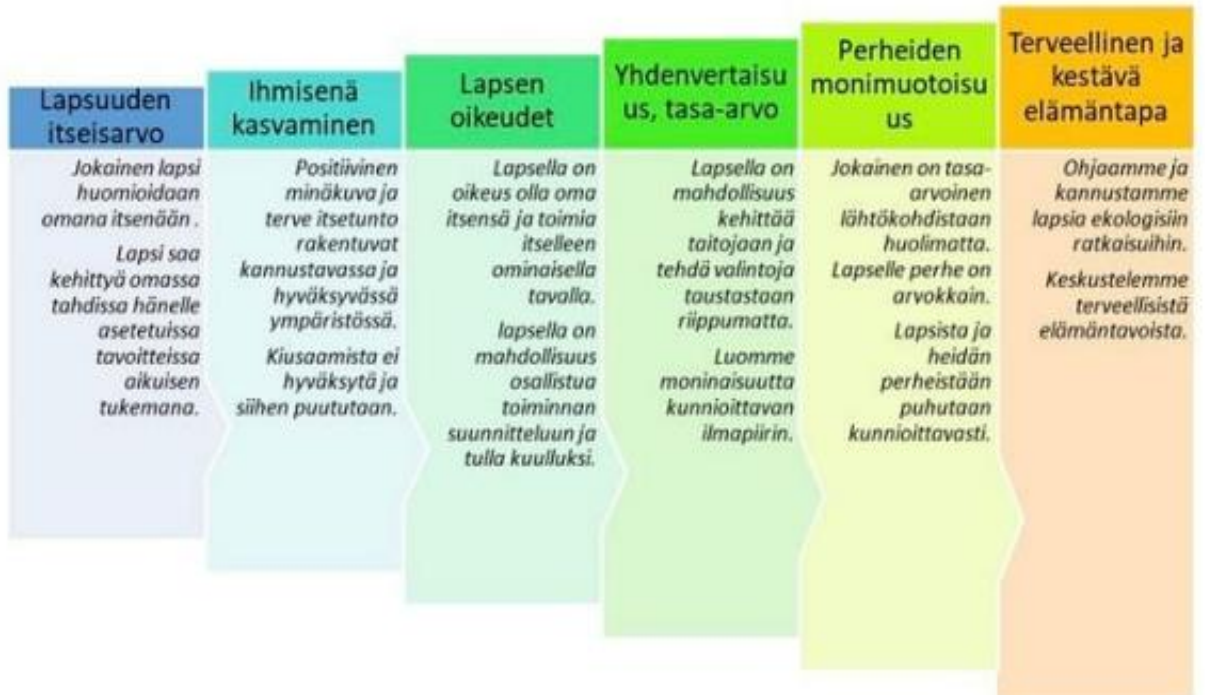 Lapsuuden
itseisarvo
Jokainen lapsi
huomioidaan
omana itsenään .
Lapsi saa
kehittyä omassa
tahdissa hänelle
asetetuissa
tavoitteissa
aikuisen
tukemana.
Ihmisenä
kasvaminen
Positiivinen
minäkuva ja
terve itsetunto
rakentuvat
kannustavassa ja
hyväksyvässä
ympäristössä.
Kiusaamista ei
hyväksytä ja
siihen puututaan.
Lapsen
oikeudet
Lapsella on
oikeus olla oma
itsensä ja toimia
itselleen
ominaisella
tavalla.
lapsella on
mahdollisuus
osallistua
toiminnan
suunnitteluun ja
tulla kuulluksi.
Yhdenvertaisu
us, tasa-arvo
Lapsella on
mahdollisuus
kehittää
taitojaan ja
tehdä valintoja
taustastaan
riippumatta.
Luomme
moninaisuutta
kunnioittavan
ilmapiirin.
Perheiden
monimuotoisu
us
Jokainen on tasa-
arvoinen
lähtökohdistaan
huolimatta.
Lapselle perhe on
arvokkain.
Lapsista ja
heidän
perheistään
puhutaan
kunnioittavasti.
Terveellinen ja
kestävä
elämäntapa
Ohjaamme ja
kannustamme
lapsia ekologisiin
ratkaisuihin.
Keskustelemme
terveellisistä
elämäntavoista.